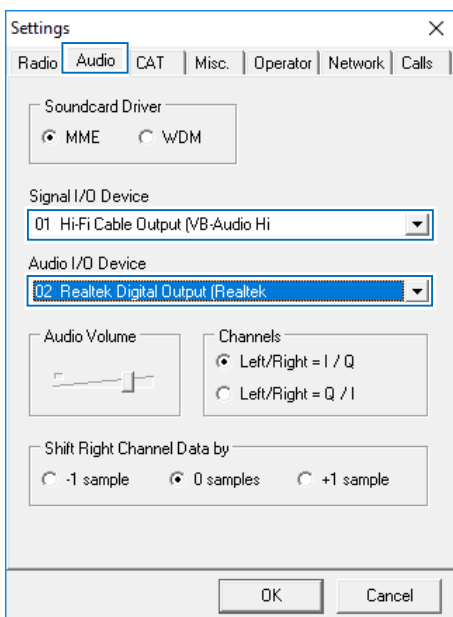 Settings
Radio Audio CAT Misc. Operator Network Calls
Soundcard Driver
MME WDM
Signal I/O Device
01 Hi-Fi Cable Output (VB-Audio Hi
Audio I/O Device
02 Realtek Digital Output (Realtek
Audio Volume Channels
Left/Right = I / Q
Left/Right = Q / I
Shift Right Channel Data by
-1 sample 0 samples +1 sample
OK Cancel